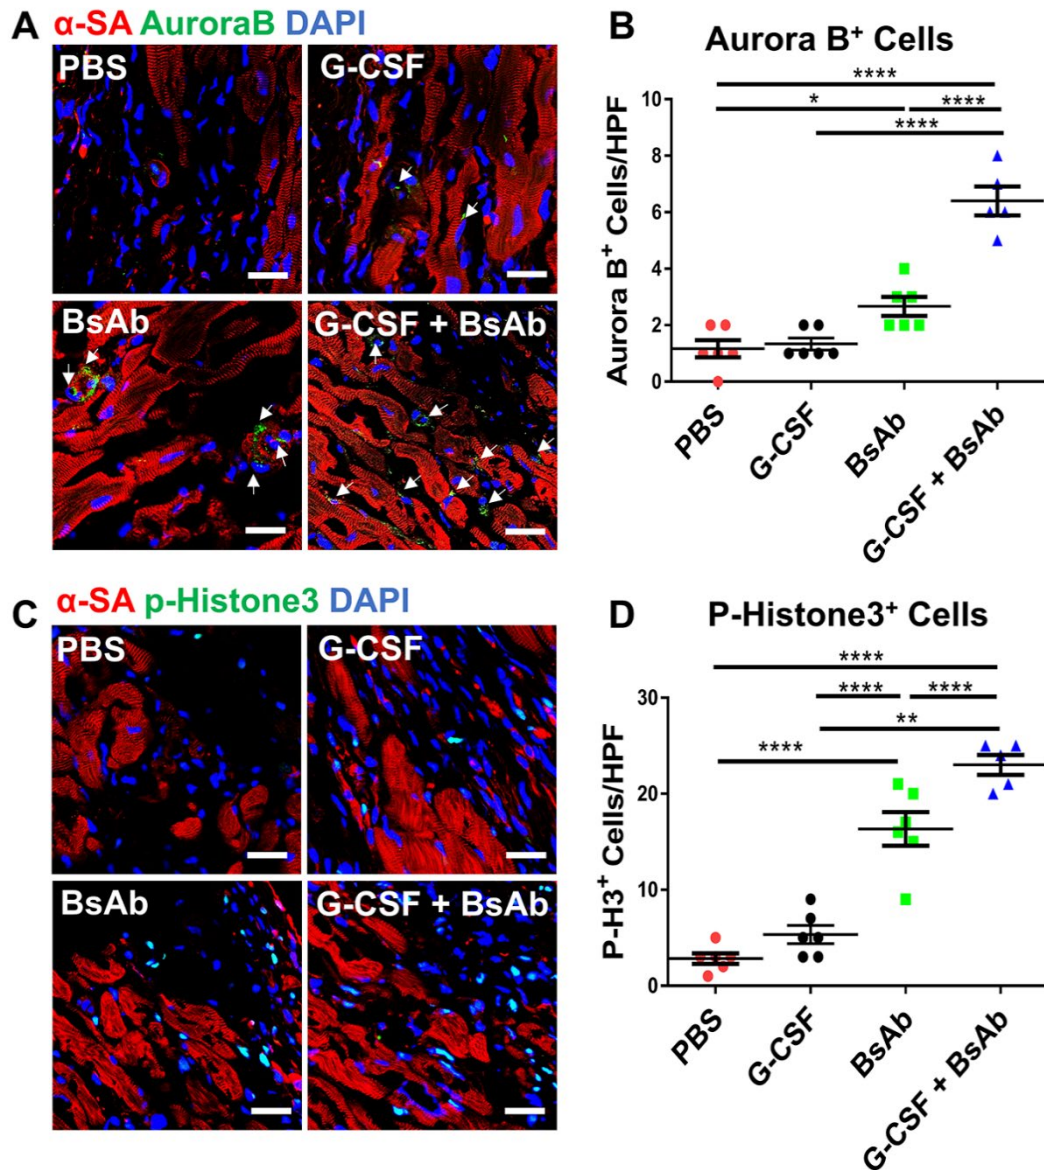 A
α-SA AuroraB DAPI
PBS
G-CSF
BsAb
G-CSF + BsAb
B
Aurora B⁺ Cells
****
*
****
****
Aurora B⁺ Cells/HPF
10
8
6
4
2
0
PBS
G-CSF
BsAb
G-CSF + BsAb
C
α-SA p-Histone3 DAPI
PBS
G-CSF
BsAb
G-CSF + BsAb
D
P-Histone3⁺ Cells
****
****
****
**
****
P-H3⁺ Cells/HPF
30
20
10
0
PBS
G-CSF
BsAb
G-CSF + BsAb